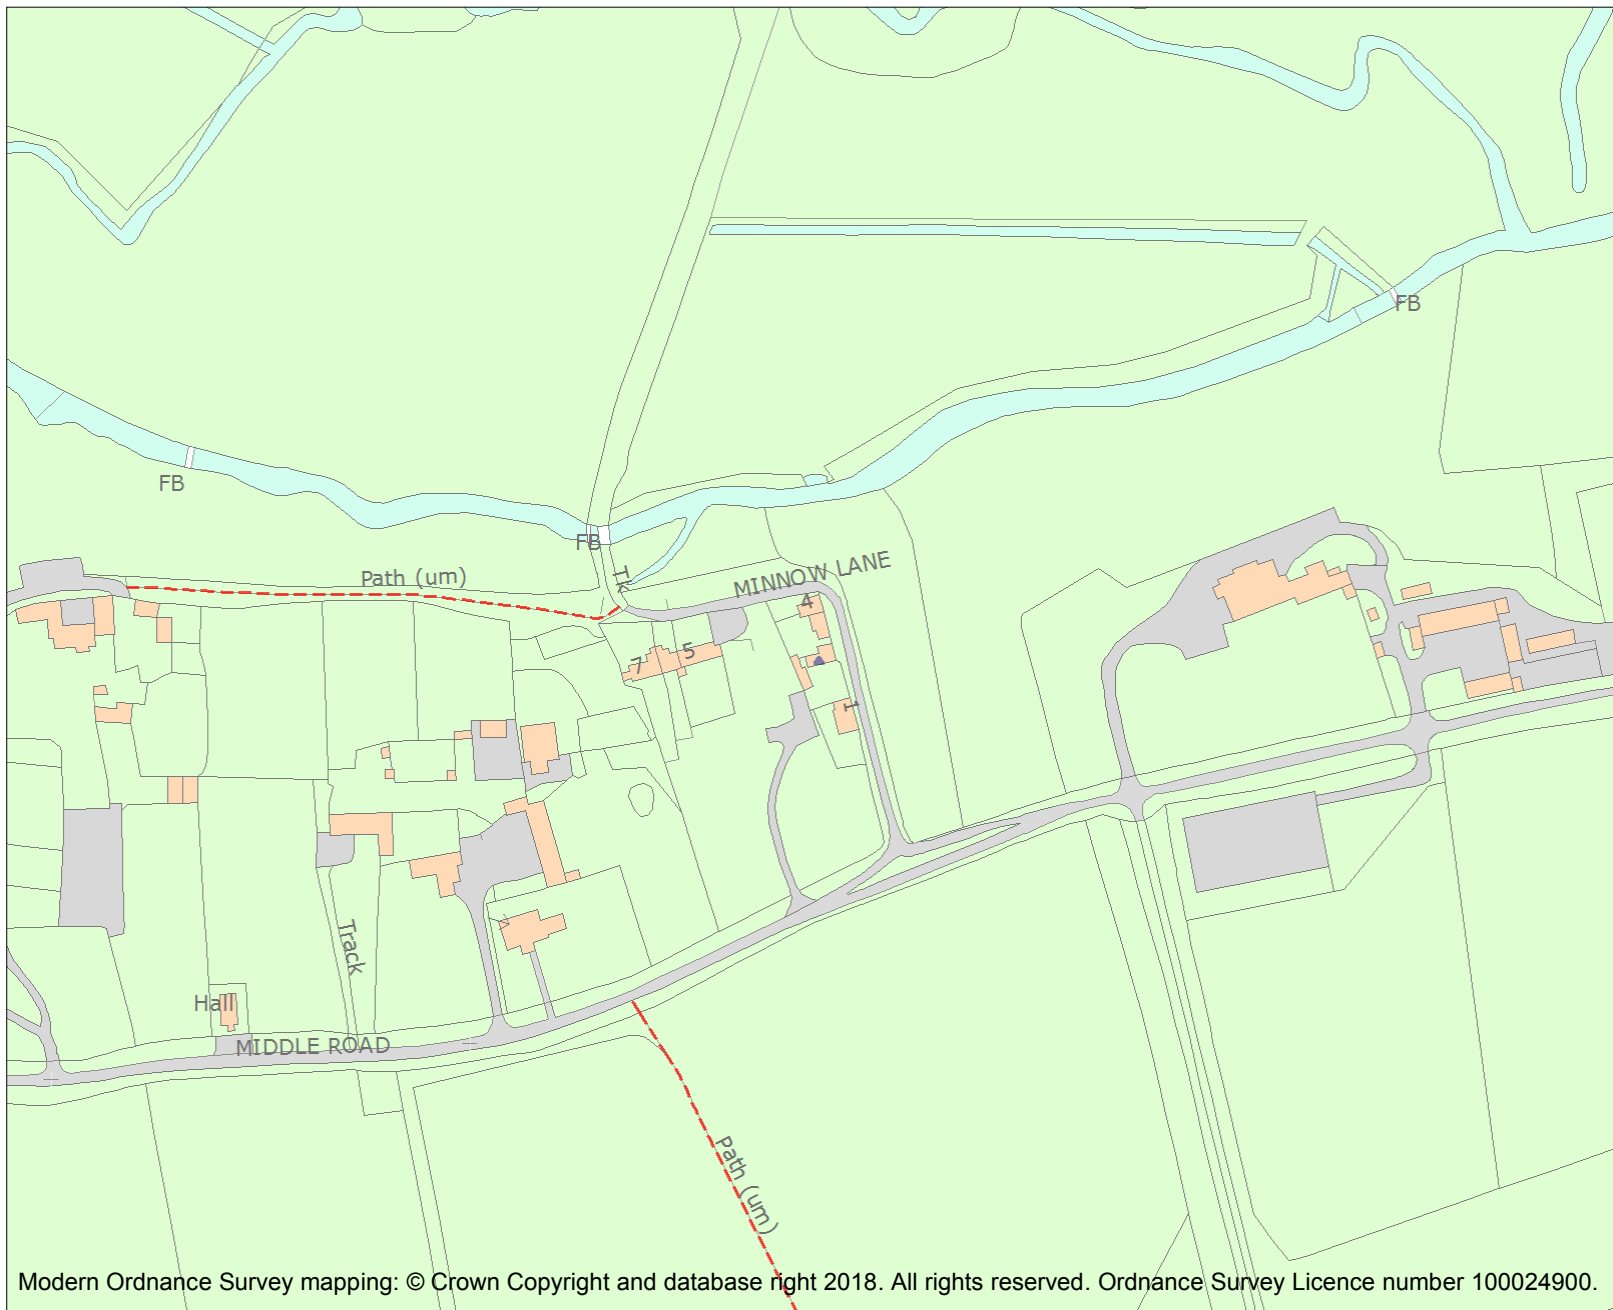 FB
FB
FB
Path (um)
Tk
MINNOW LANE
4
7
5
1
Track
Hall
MIDDLE ROAD
Path (um)
Modern Ordnance Survey mapping: © Crown Copyright and database right 2018. All rights reserved. Ordnance Survey Licence number 100024900.